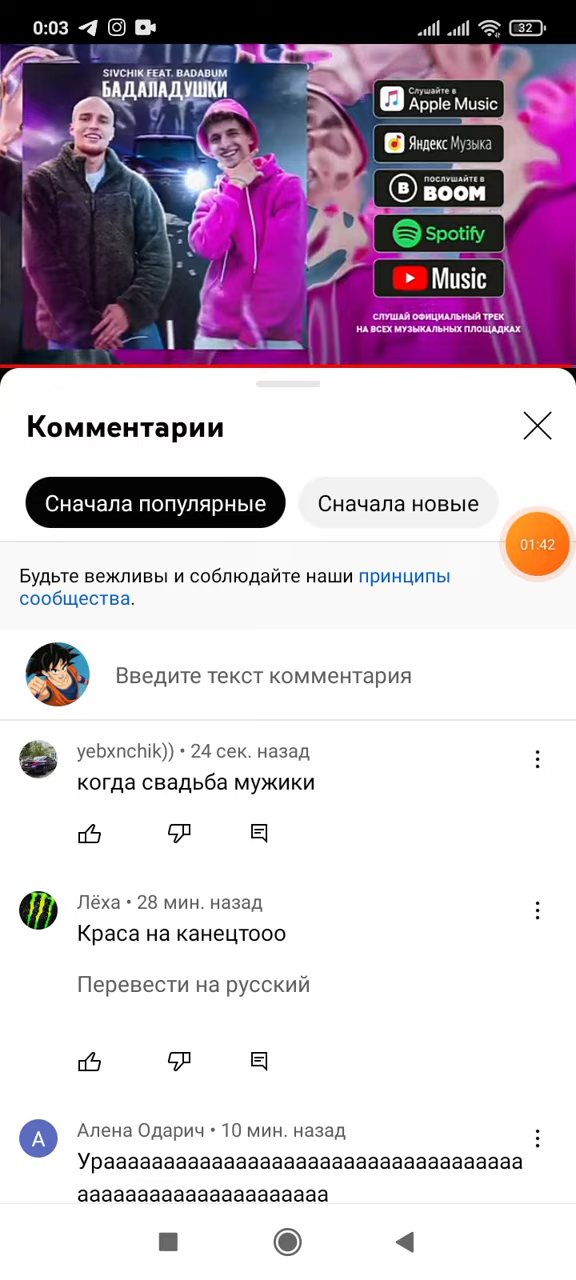 0:03
32
SIVCHIK FEAT. BADABUM
БАДАЛАДУШКИ
Слушайте в
Apple Music
Яндекс Музыка
B
ПОСЛУШАЙТЕ В
BOOM
Spotify
Music
СЛУШАЙ ОФИЦИАЛЬНЫЙ ТРЕК
НА ВСЕХ МУЗЫКАЛЬНЫХ ПЛОЩАДКАХ
Комментарии
Сначала популярные
Сначала новые
01:42
Будьте вежливы и соблюдайте наши принципы
сообщества.
Введите текст комментария
yebxnchik)) • 24 сек. назад
когда свадьба мужики
Лёха • 28 мин. назад
Краса на канецтооо
Перевести на русский
А
Алена Одарич • 10 мин. назад
Ураааааааааааааааааааааааааааааааааааа
ааааааааааааааааааааа